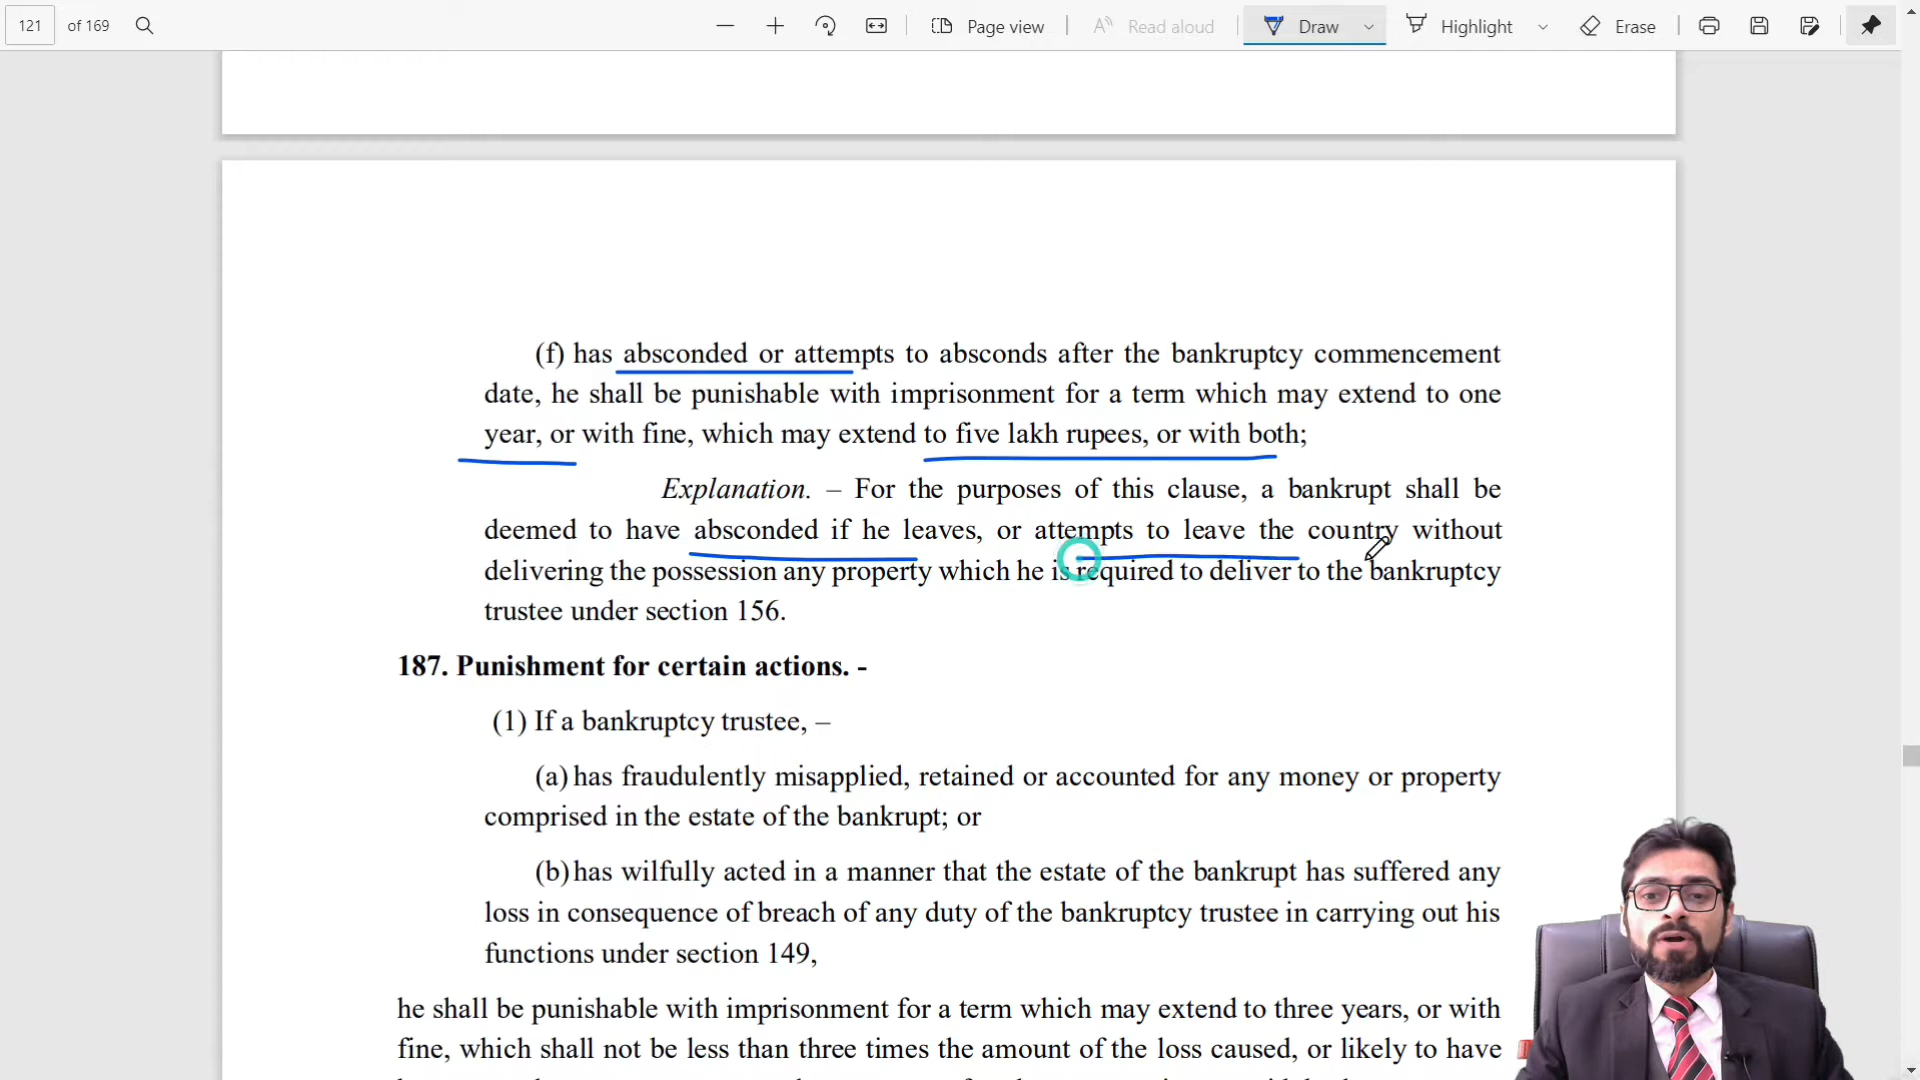 121 of 169 Page view Read aloud Draw Highlight Erase
(f) has absconded or attempts to absconds after the bankruptcy commencement
date, he shall be punishable with imprisonment for a term which may extend to one
year, or with fine, which may extend to five lakh rupees, or with both;
Explanation. – For the purposes of this clause, a bankrupt shall be
deemed to have absconded if he leaves, or attempts to leave the country without
delivering the possession any property which he is required to deliver to the bankruptcy
trustee under section 156.
187. Punishment for certain actions. -
(1) If a bankruptcy trustee, –
(a) has fraudulently misapplied, retained or accounted for any money or property
comprised in the estate of the bankrupt; or
(b) has wilfully acted in a manner that the estate of the bankrupt has suffered any
loss in consequence of breach of any duty of the bankruptcy trustee in carrying out his
functions under section 149,
he shall be punishable with imprisonment for a term which may extend to three years, or with
fine, which shall not be less than three times the amount of the loss caused, or likely to have